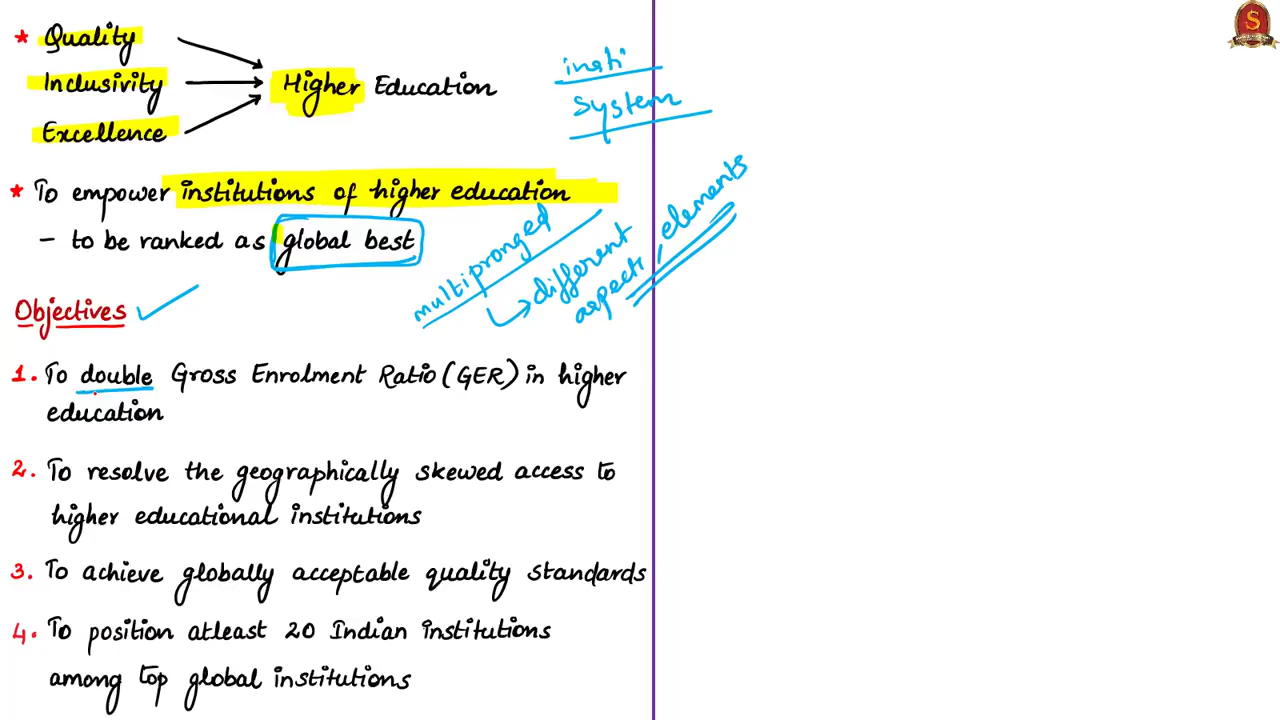 * Quality
Inclusivity
Excellence
Higher Education
insti
System
* To empower institutions of higher education
- to be ranked as global best
multipronged
different
aspects, elements
Objectives
1. To double Gross Enrolment Ratio (GER) in higher
education
2. To resolve the geographically skewed access to
higher educational institutions
3. To achieve globally acceptable quality standards
4. To position atleast 20 Indian institutions
among top global institutions
S